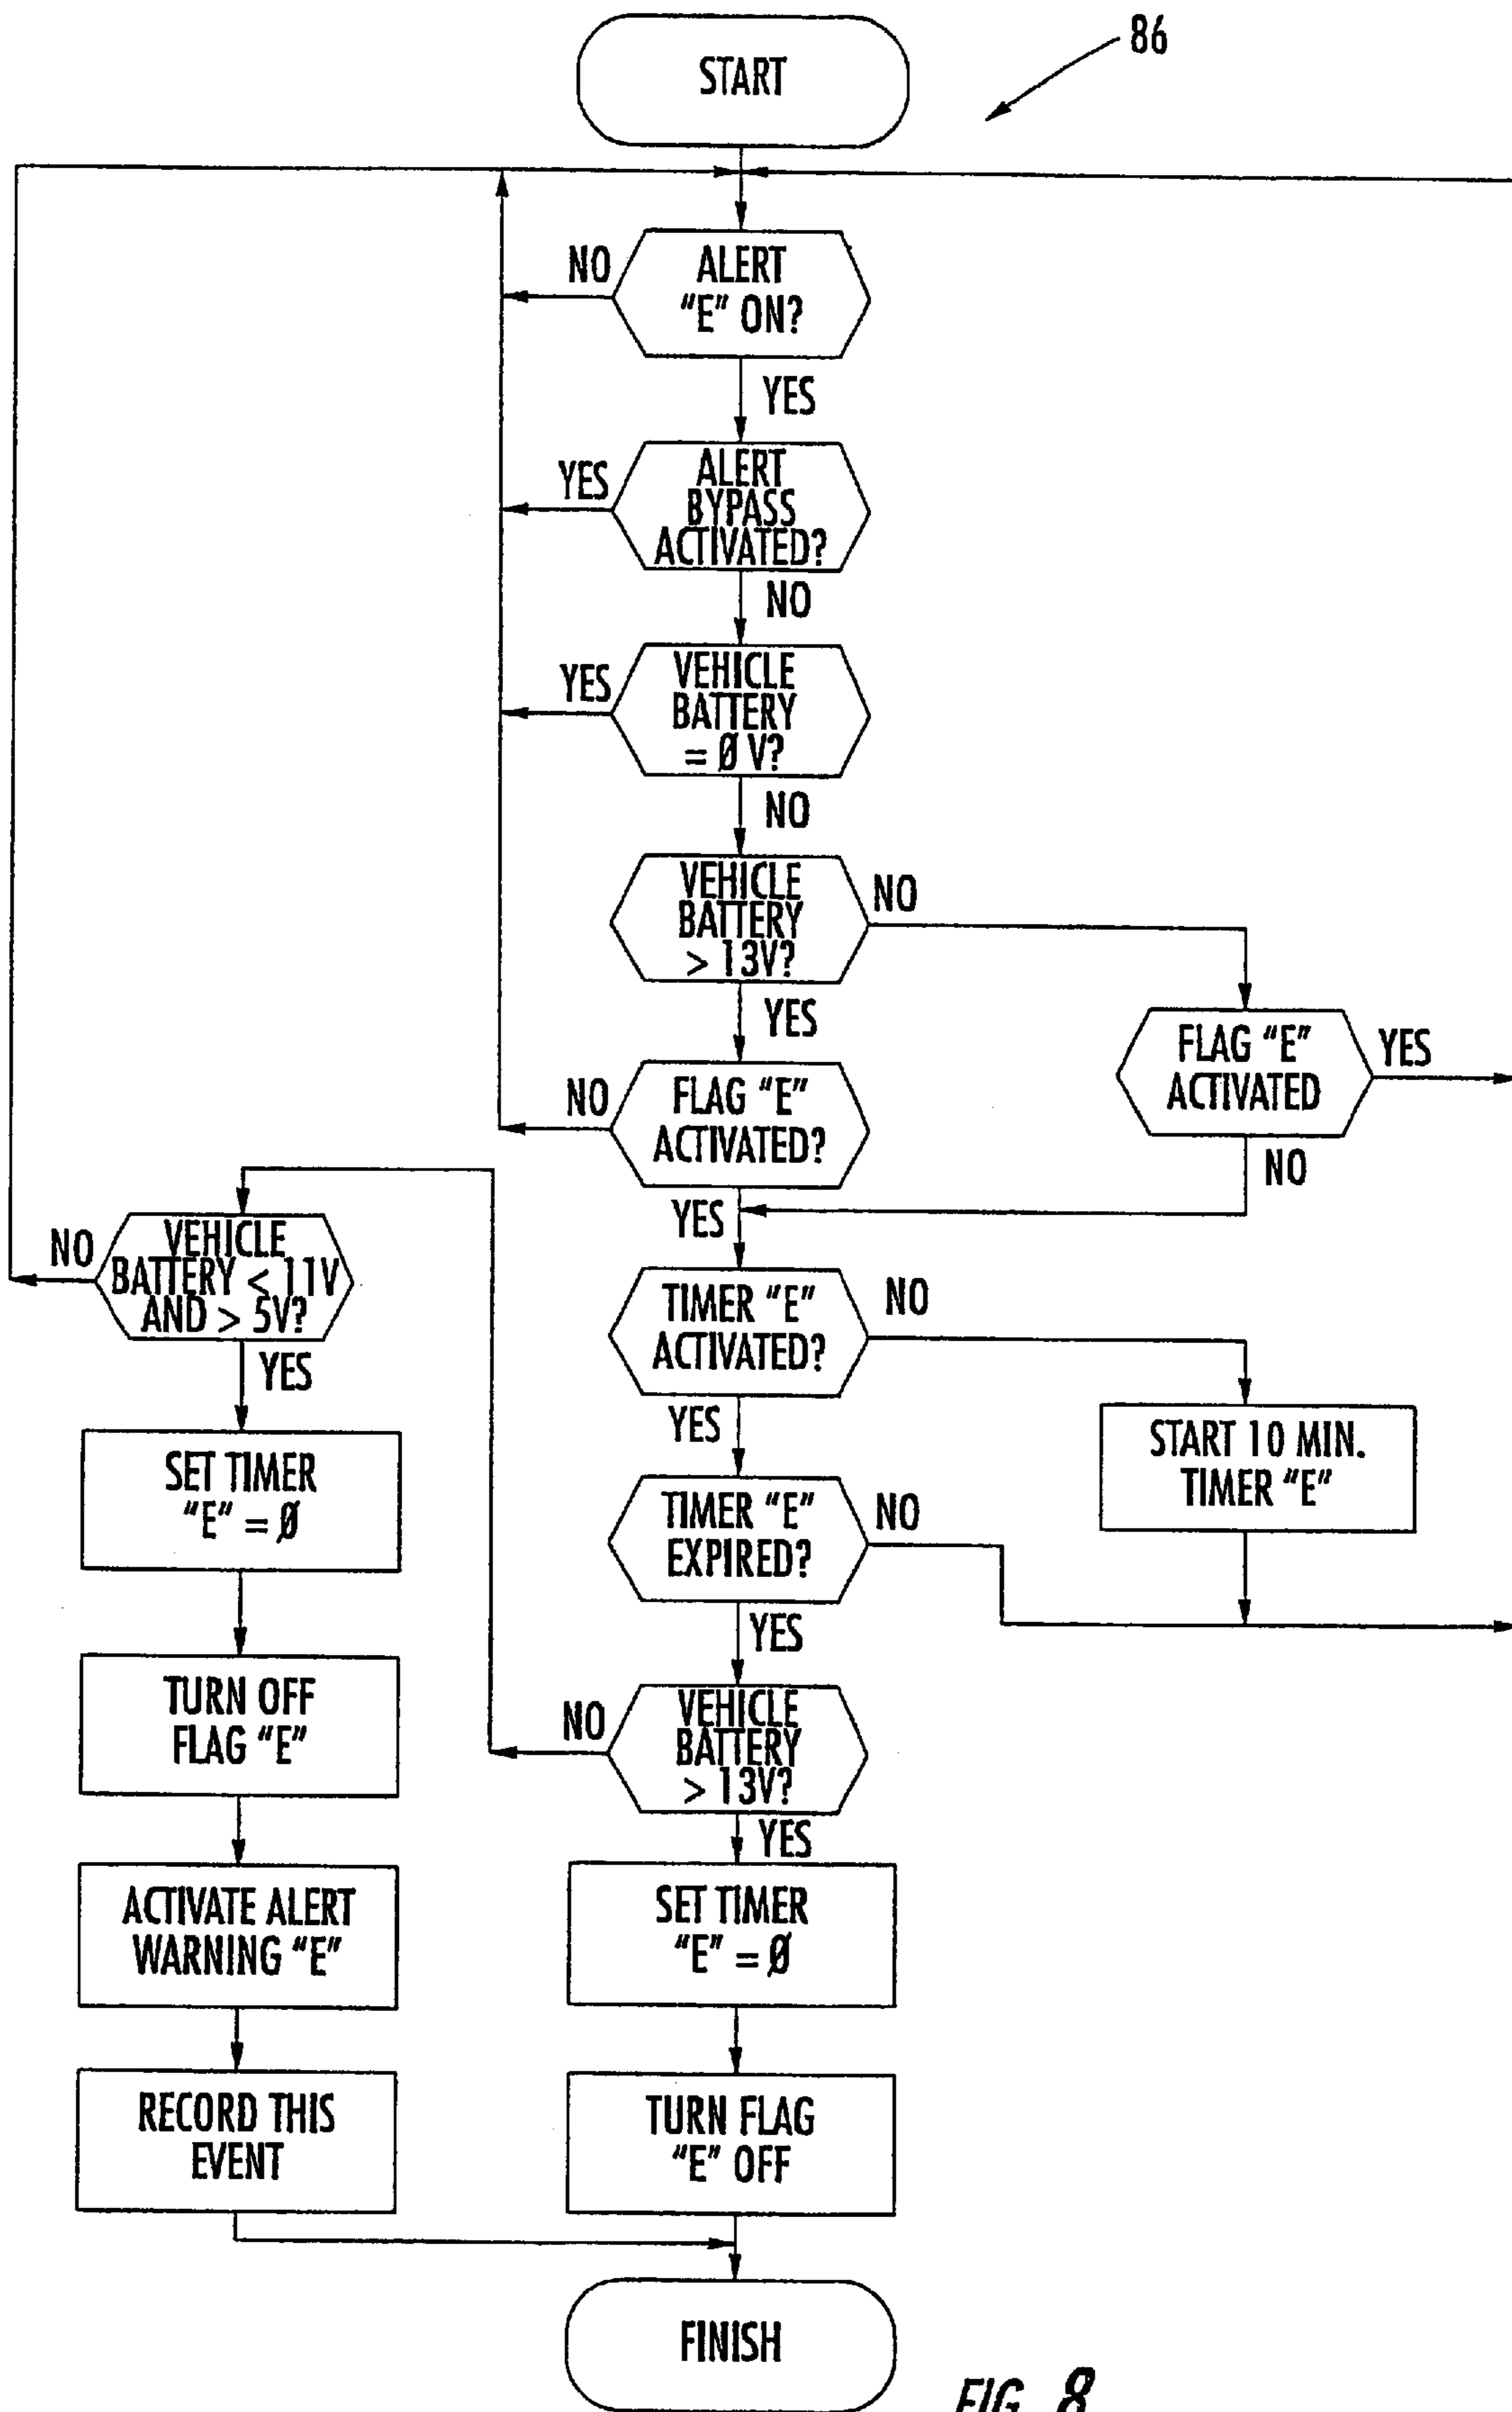 86
START
ALERT
"E" ON?
NO
YES
ALERT
BYPASS
ACTIVATED?
YES
NO
VEHICLE
BATTERY
= Ø V?
YES
NO
VEHICLE
BATTERY
> 13V?
NO
YES
FLAG "E"
ACTIVATED
YES
NO
FLAG "E"
ACTIVATED?
NO
YES
TIMER "E"
ACTIVATED?
NO
YES
START 10 MIN.
TIMER "E"
TIMER "E"
EXPIRED?
NO
YES
VEHICLE
BATTERY
> 13V?
NO
YES
SET TIMER
"E" = Ø
TURN FLAG
"E" OFF
VEHICLE
BATTERY < 11V
AND > 5V?
NO
YES
SET TIMER
"E" = Ø
TURN OFF
FLAG "E"
ACTIVATE ALERT
WARNING "E"
RECORD THIS
EVENT
FINISH
FIG. 8